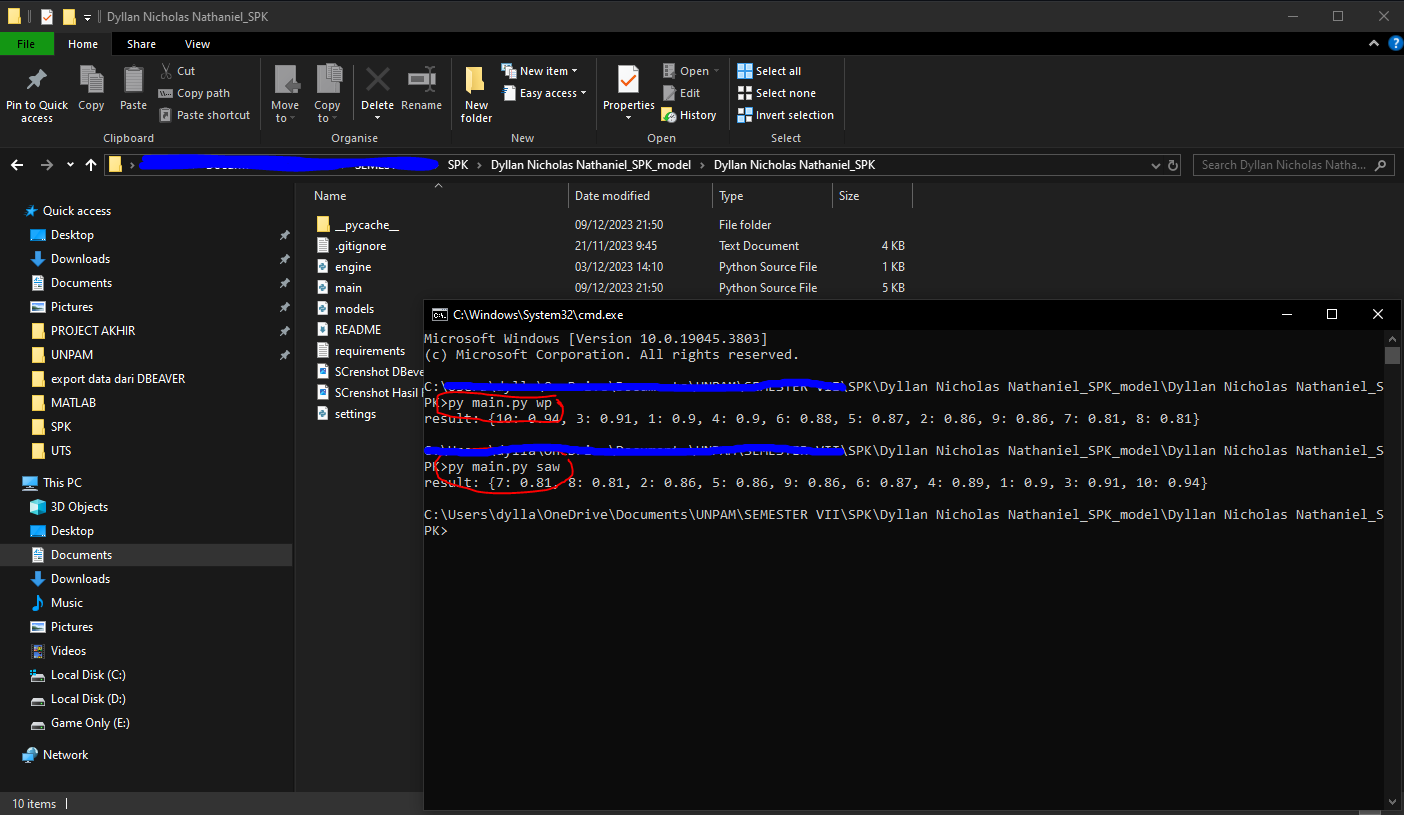 Dyllan Nicholas Nathaniel_SPK
File Home Share View
Pin to Quick access
Copy
Paste
Cut
Copy path
Paste shortcut
Move to
Copy to
Delete
Rename
New folder
New item
Easy access
Properties
Open
Edit
History
Select all
Select none
Invert selection
Clipboard Organise New Open Select
SPK > Dyllan Nicholas Nathaniel_SPK_model > Dyllan Nicholas Nathaniel_SPK
Search Dyllan Nicholas Natha...
Quick access
Desktop
Downloads
Documents
Pictures
PROJECT AKHIR
UNPAM
export data dari DBEAVER
MATLAB
SPK
UTS
This PC
3D Objects
Desktop
Documents
Downloads
Music
Pictures
Videos
Local Disk (C:)
Local Disk (D:)
Game Only (E:)
Network
10 items
Name Date modified Type Size
__pycache__ 09/12/2023 21:50 File folder
.gitignore 21/11/2023 9:45 Text Document 4 KB
engine 03/12/2023 14:10 Python Source File 1 KB
main 09/12/2023 21:50 Python Source File 5 KB
models
README
requirements
SCrenshot DBeve
SCrenshot Hasil
settings
C:\Windows\System32\cmd.exe
Microsoft Windows [Version 10.0.19045.3803]
(c) Microsoft Corporation. All rights reserved.
\SPK\Dyllan Nicholas Nathaniel_SPK_model\Dyllan Nicholas Nathaniel_S
PK>py main.py wp
result: {10: 0.94, 3: 0.91, 1: 0.9, 4: 0.9, 6: 0.88, 5: 0.87, 2: 0.86, 9: 0.86, 7: 0.81, 8: 0.81}
\SPK\Dyllan Nicholas Nathaniel_SPK_model\Dyllan Nicholas Nathaniel_S
PK>py main.py saw
result: {7: 0.81, 8: 0.81, 2: 0.86, 5: 0.86, 9: 0.86, 6: 0.87, 4: 0.89, 1: 0.9, 3: 0.91, 10: 0.94}
C:\Users\dylla\OneDrive\Documents\UNPAM\SEMESTER VII\SPK\Dyllan Nicholas Nathaniel_SPK_model\Dyllan Nicholas Nathaniel_S
PK>